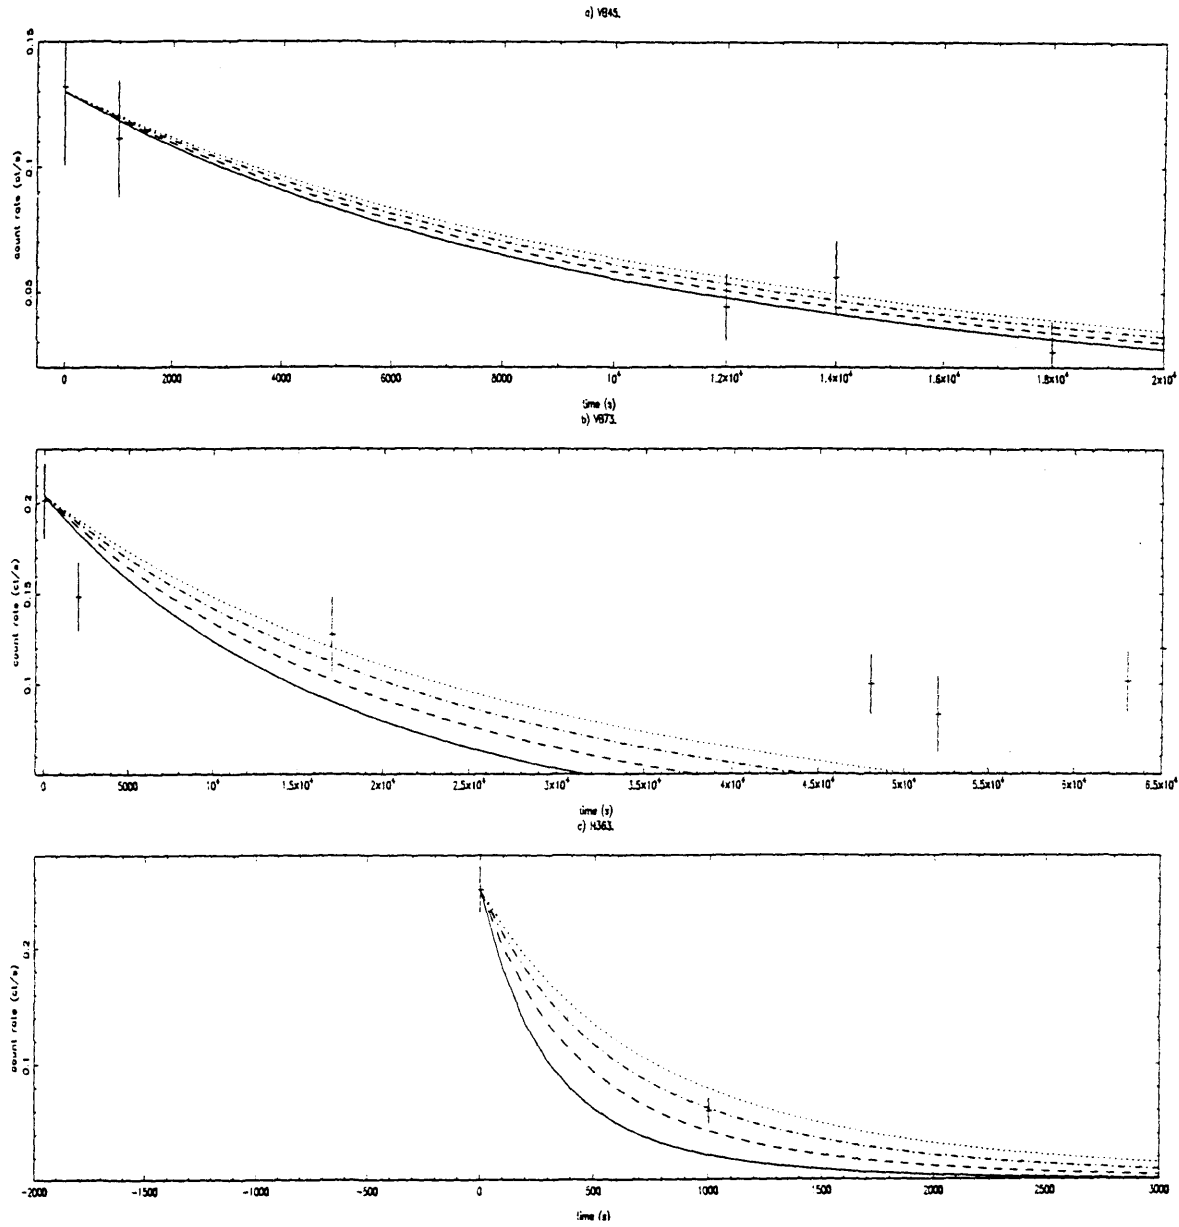 a) VB45.
0.15
0.1
0.05
count rate (ct/s)
0 2000 4000 6000 8000 10⁴ 1.2x10⁴ 1.4x10⁴ 1.6x10⁴ 1.8x10⁴ 2x10⁴
time (s)
b) VB73.
0.2
0.15
0.1
count rate (ct/s)
0 5000 10⁴ 1.5x10⁴ 2x10⁴ 2.5x10⁴ 3x10⁴ 3.5x10⁴ 4x10⁴ 4.5x10⁴ 5x10⁴ 5.5x10⁴ 6x10⁴ 6.5x10⁴
time (s)
c) H363.
0.2
0.1
count rate (ct/s)
-2000 -1500 -1000 -500 0 500 1000 1500 2000 2500 3000
time (s)